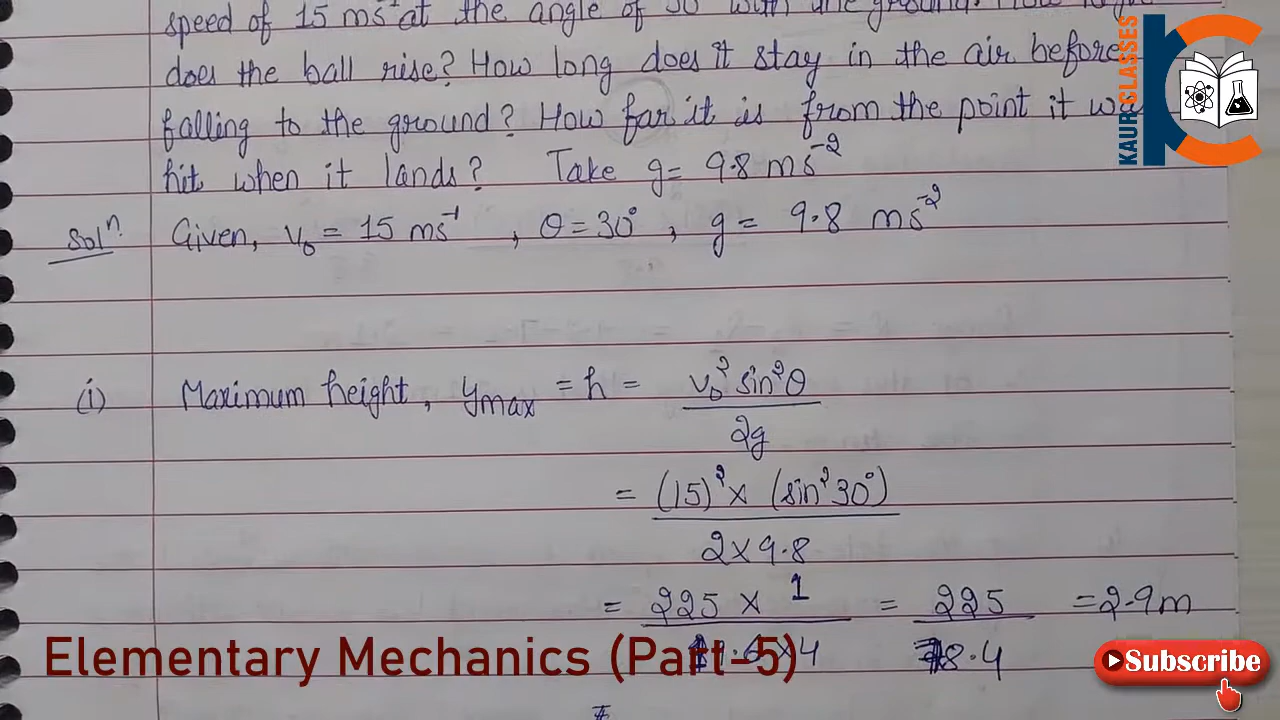 speed of 15 ms⁻¹ at the angle of 30° with the ground. How
does the ball rise? How long does it stay in the air before
falling to the ground? How far it is from the point it was
hit when it lands? Take g = 9.8 ms⁻²
Solⁿ. Given, v₀ = 15 ms⁻¹, θ = 30°, g = 9.8 ms⁻²
(i) Maximum height, ymax = h = v₀² sin²θ
2g
= (15)² × (sin² 30°)
2 × 9.8
= 225 × 1 = 225 = 2.9m
× 4 78.4
Elementary Mechanics (Part-5)
Subscribe
KAUR CLASSES